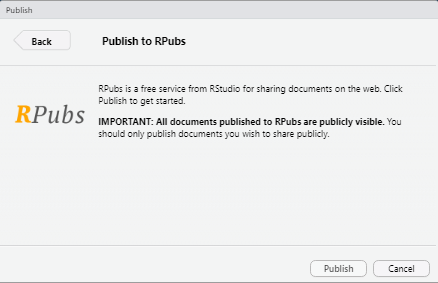 Publish
Back
Publish to RPubs
RPubs is a free service from RStudio for sharing documents on the web. Click
Publish to get started.
RPubs
IMPORTANT: All documents published to RPubs are publicly visible. You
should only publish documents you wish to share publicly.
Publish
Cancel